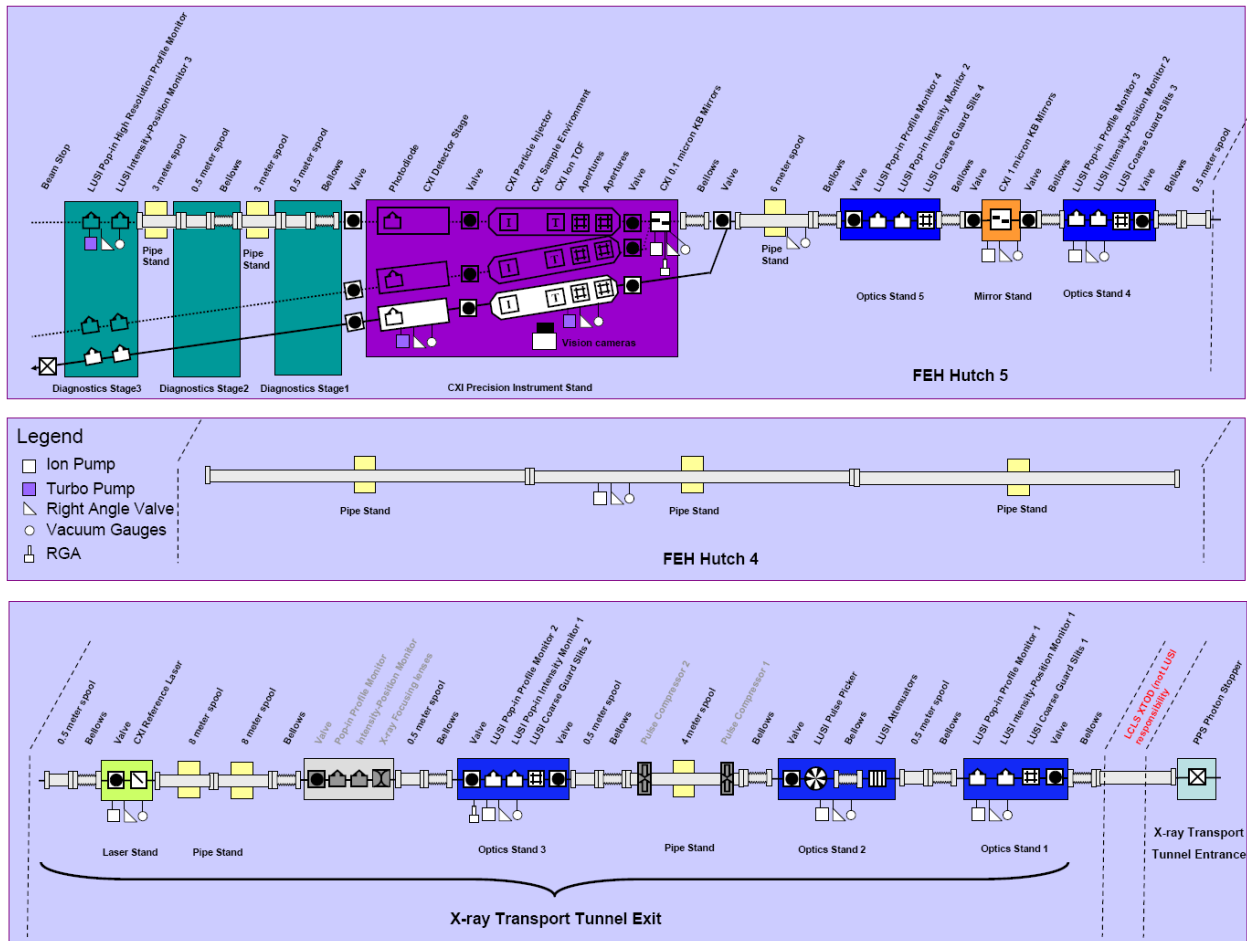 Beam Stop
LUSI Pop-in High Resolution Profile Monitor
LUSI Intensity-Position Monitor 3
3 meter spool
0.5 meter spool
Bellows
3 meter spool
0.5 meter spool
Bellows
Valve
Photodiode
CXI Detector Stage
Valve
CXI Particle Injector
CXI Sample Environment
CXI Ion TOF
Apertures
Apertures
Valve
CXI 0.1 micron KB Mirrors
Bellows
Valve
6 meter spool
Bellows
Valve
LUSI Pop-in Profile Monitor 4
LUSI Pop-in Intensity Monitor 2
LUSI Coarse Guard Slits 4
Bellows
Valve
CXI 1 micron KB Mirrors
Valve
Bellows
LUSI Pop-in Profile Monitor 3
LUSI Intensity-Position Monitor 2
LUSI Coarse Guard Slits 3
Valve
Bellows
0.5 meter spool
Pipe
Stand
Pipe
Stand
Pipe
Stand
I
T
I
T
I
T
Vision cameras
Optics Stand 5
Mirror Stand
Optics Stand 4
Diagnostics Stage3
Diagnostics Stage2
Diagnostics Stage1
CXI Precision Instrument Stand
FEH Hutch 5
Legend
Ion Pump
Turbo Pump
Right Angle Valve
Vacuum Gauges
RGA
Pipe Stand
Pipe Stand
Pipe Stand
FEH Hutch 4
0.5 meter spool
Bellows
Valve
CXI Reference Laser
8 meter spool
8 meter spool
Bellows
Valve
Pop-in Profile Monitor
Intensity-Position Monitor
X-ray Focusing lenses
0.5 meter spool
Bellows
Valve
LUSI Pop-in Profile Monitor 2
LUSI Pop-in Intensity Monitor 1
LUSI Coarse Guard Slits 2
Valve
0.5 meter spool
Bellows
Pulse Compressor 2
4 meter spool
Pulse Compressor 1
Bellows
Valve
LUSI Pulse Picker
Bellows
LUSI Attenuators
0.5 meter spool
Bellows
LUSI Pop-in Profile Monitor 1
LUSI Intensity-Position Monitor 1
LUSI Coarse Guard Slits 1
Valve
Bellows
LCLS XTOD (not LUSI
responsibility
PPS Photon Stopper
Laser Stand
Pipe Stand
Optics Stand 3
Pipe Stand
Optics Stand 2
Optics Stand 1
X-ray Transport
Tunnel Entrance
X-ray Transport Tunnel Exit